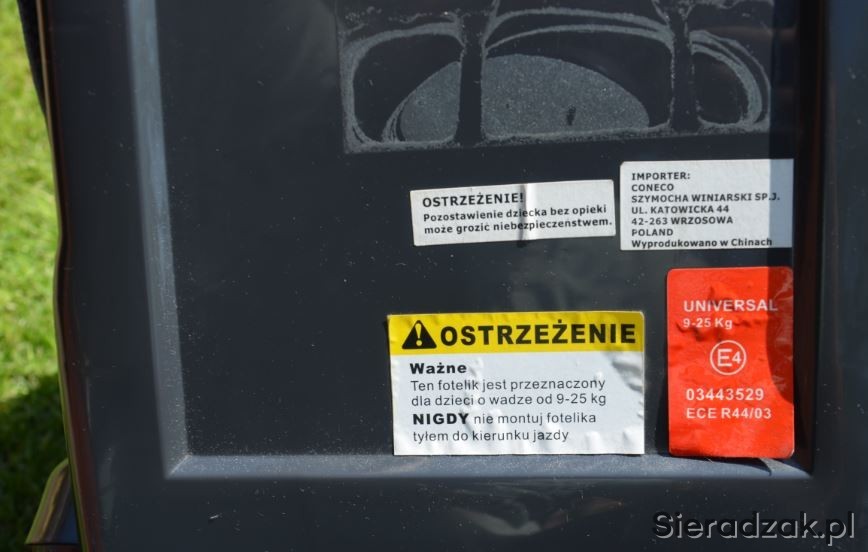 OSTRZEŻENIE!
Pozostawienie dziecka bez opieki
może grozić niebezpieczeństwem.
IMPORTER:
CONECO
SZYMOCHA WINIARSKI SP.J.
UL. KATOWICKA 44
42-263 WRZOSOWA
POLAND
Wyprodukowano w Chinach
OSTRZEŻENIE
Ważne
Ten fotelik jest przeznaczony
dla dzieci o wadze od 9-25 kg
NIGDY nie montuj fotelika
tyłem do kierunku jazdy
UNIVERSAL
9-25 Kg
E4
03443529
ECE R44/03
Sieradzak.pl